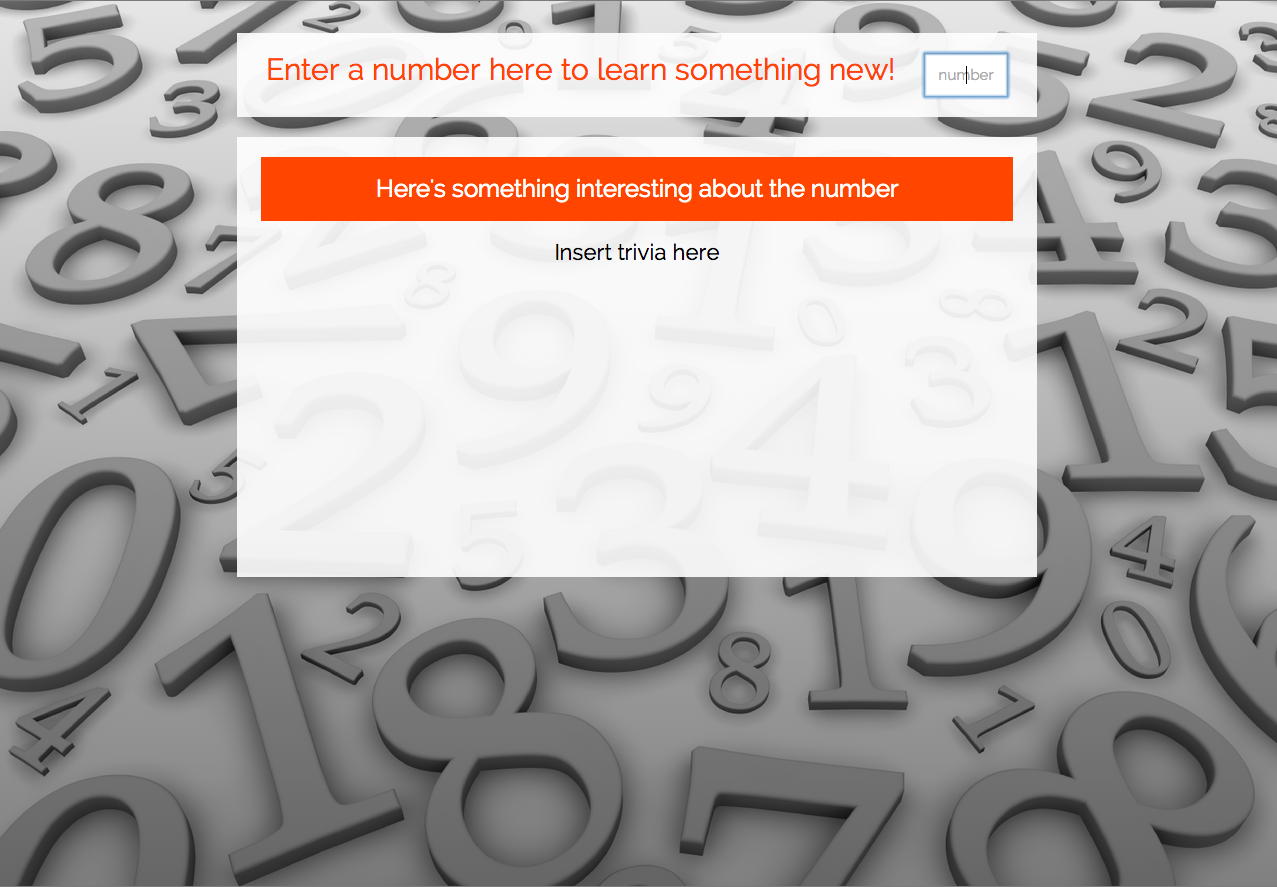 Enter a number here to learn something new!
number
Here's something interesting about the number
Insert trivia here